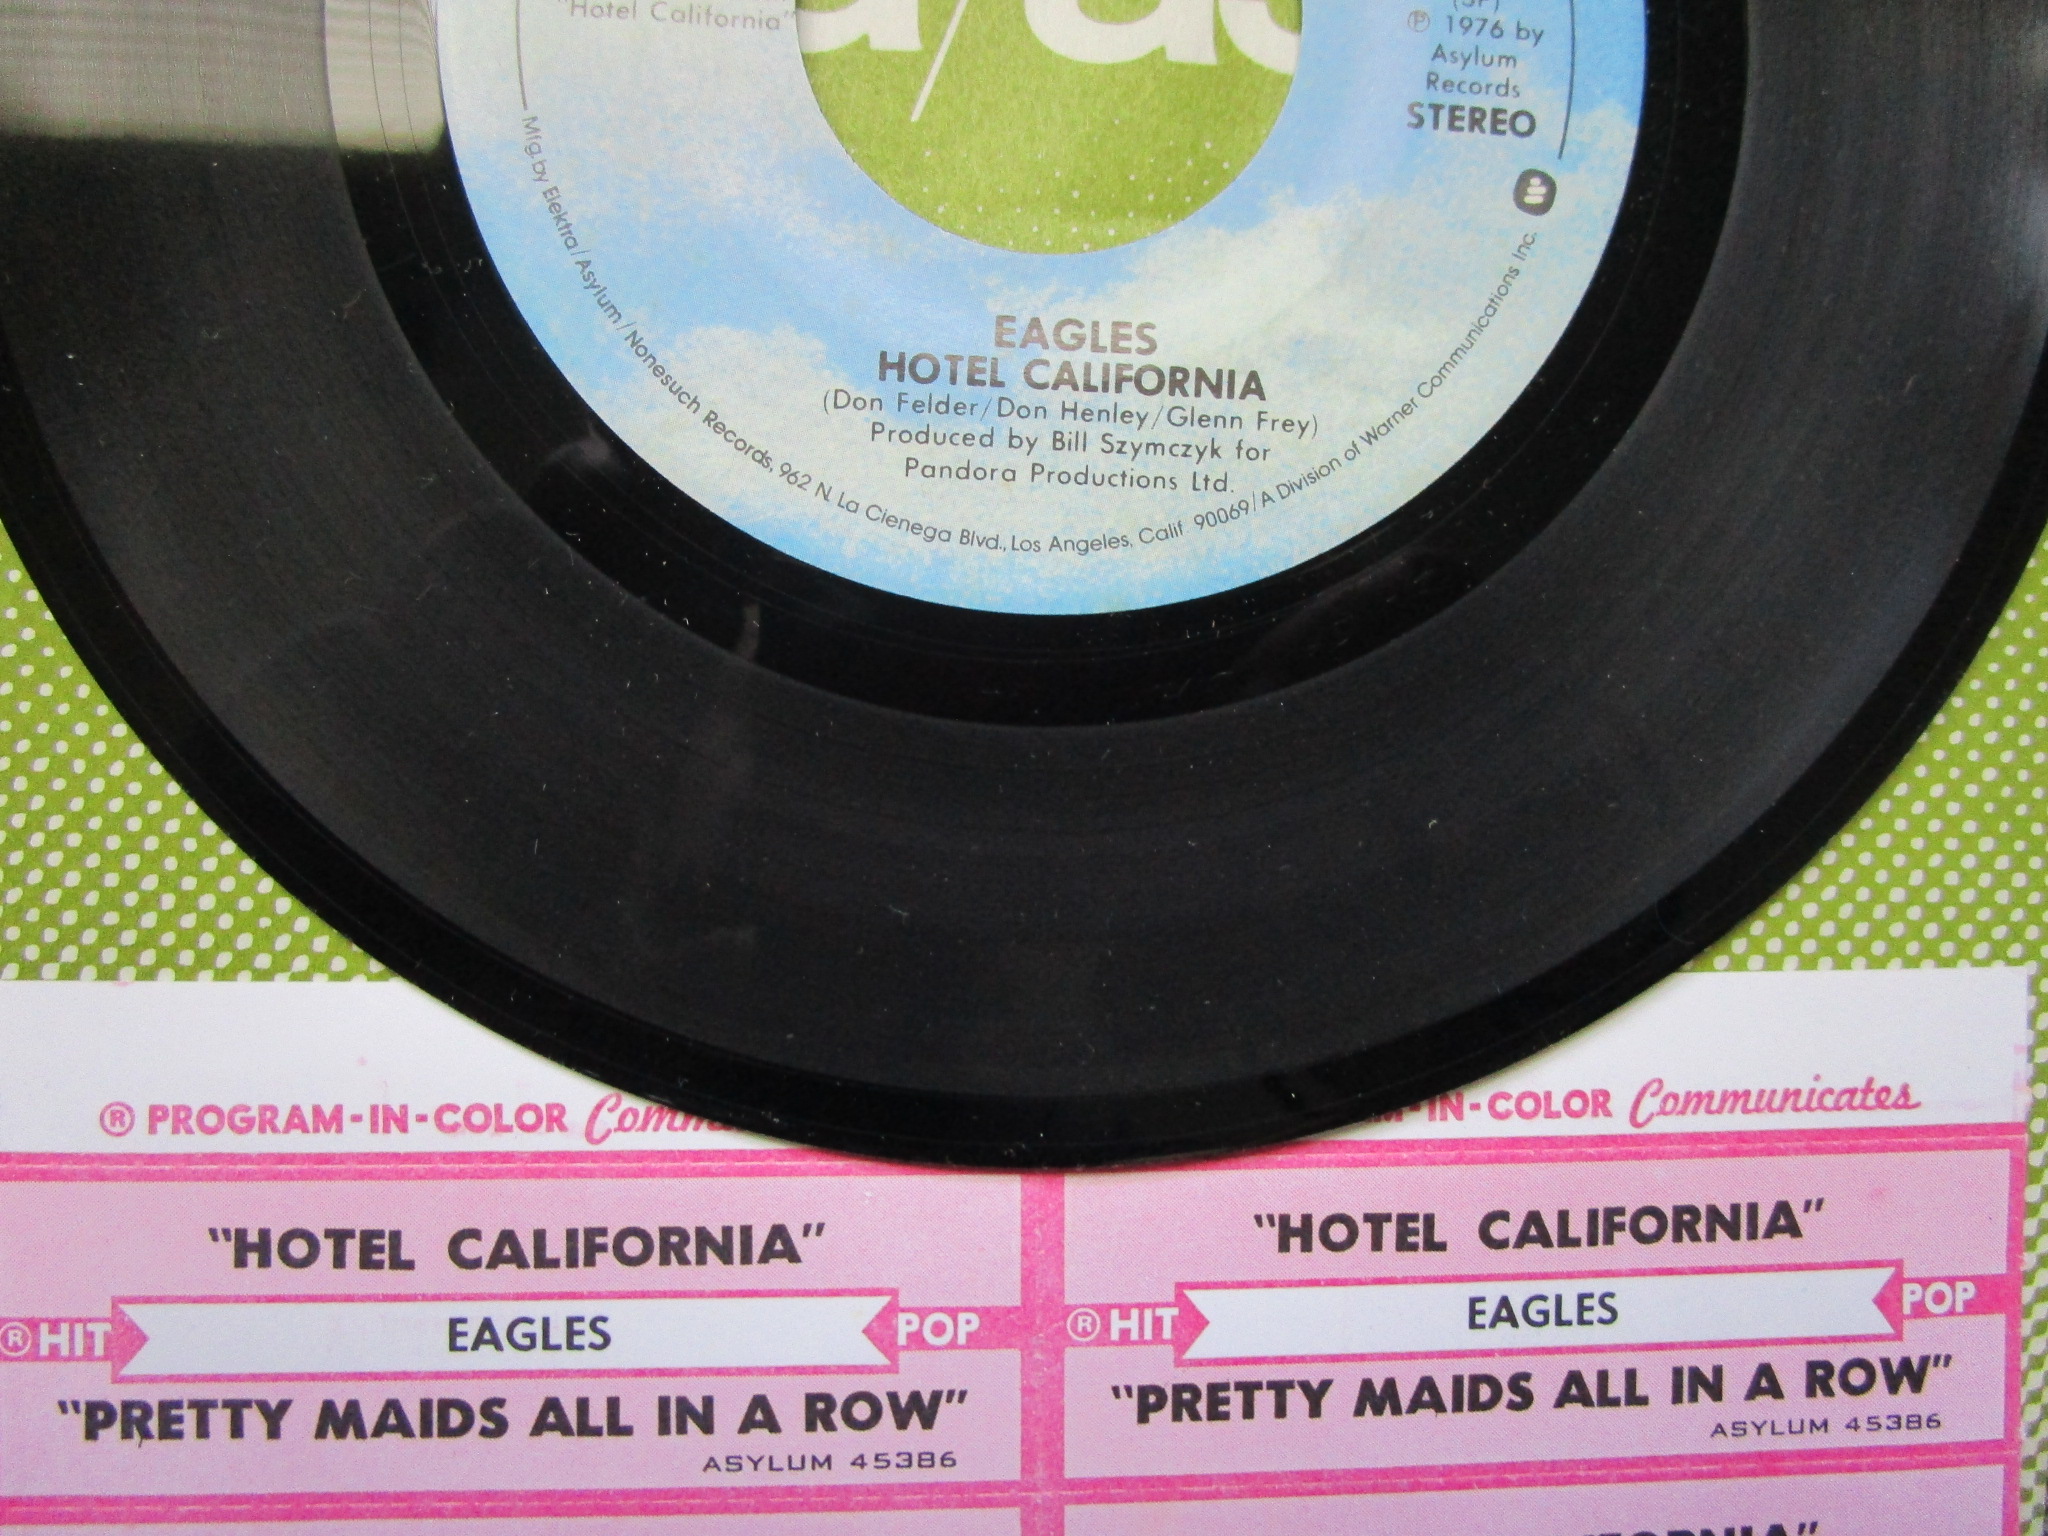 "Hotel California"
℗ 1976 by
Asylum
Records
STEREO
EAGLES
HOTEL CALIFORNIA
(Don Felder/Don Henley/Glenn Frey)
Produced by Bill Szymczyk for
Pandora Productions Ltd.
Mfg.by Elektra/Asylum/Nonesuch Records, 962 N. La Cienega Blvd., Los Angeles, Calif. 90069/A Division of Warner Communications Inc.
® PROGRAM-IN-COLOR
-IN-COLOR Communicates
"HOTEL CALIFORNIA"
® HIT EAGLES POP
"PRETTY MAIDS ALL IN A ROW"
ASYLUM 45386
"HOTEL CALIFORNIA"
® HIT EAGLES POP
"PRETTY MAIDS ALL IN A ROW"
ASYLUM 45386